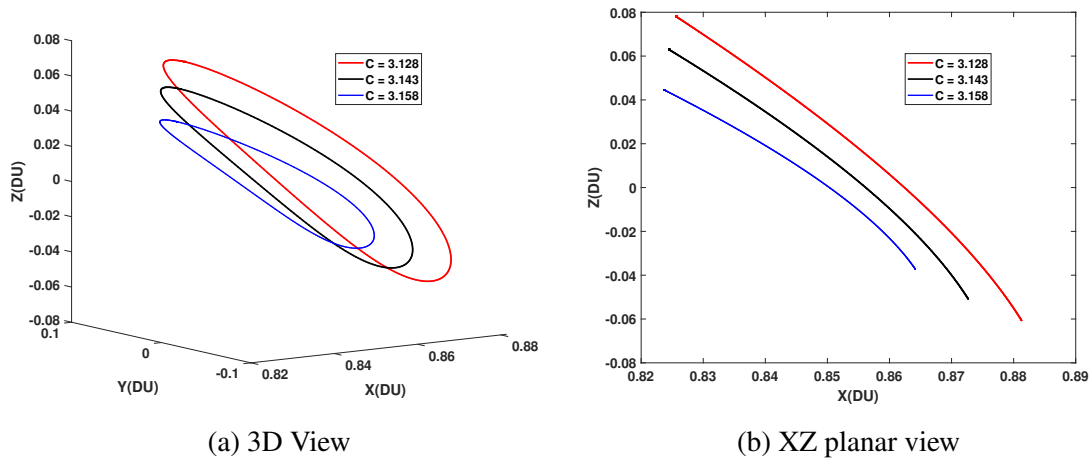 0.08
0.06
0.04
0.02
0
-0.02
-0.04
-0.06
-0.08
Z(DU)
0.1
0
-0.1
Y(DU)
0.82
0.84
0.86
0.88
X(DU)
C = 3.128
C = 3.143
C = 3.158
(a) 3D View
0.08
0.06
0.04
0.02
0
-0.02
-0.04
-0.06
-0.08
Z(DU)
0.82 0.83 0.84 0.85 0.86 0.87 0.88 0.89
X(DU)
C = 3.128
C = 3.143
C = 3.158
(b) XZ planar view